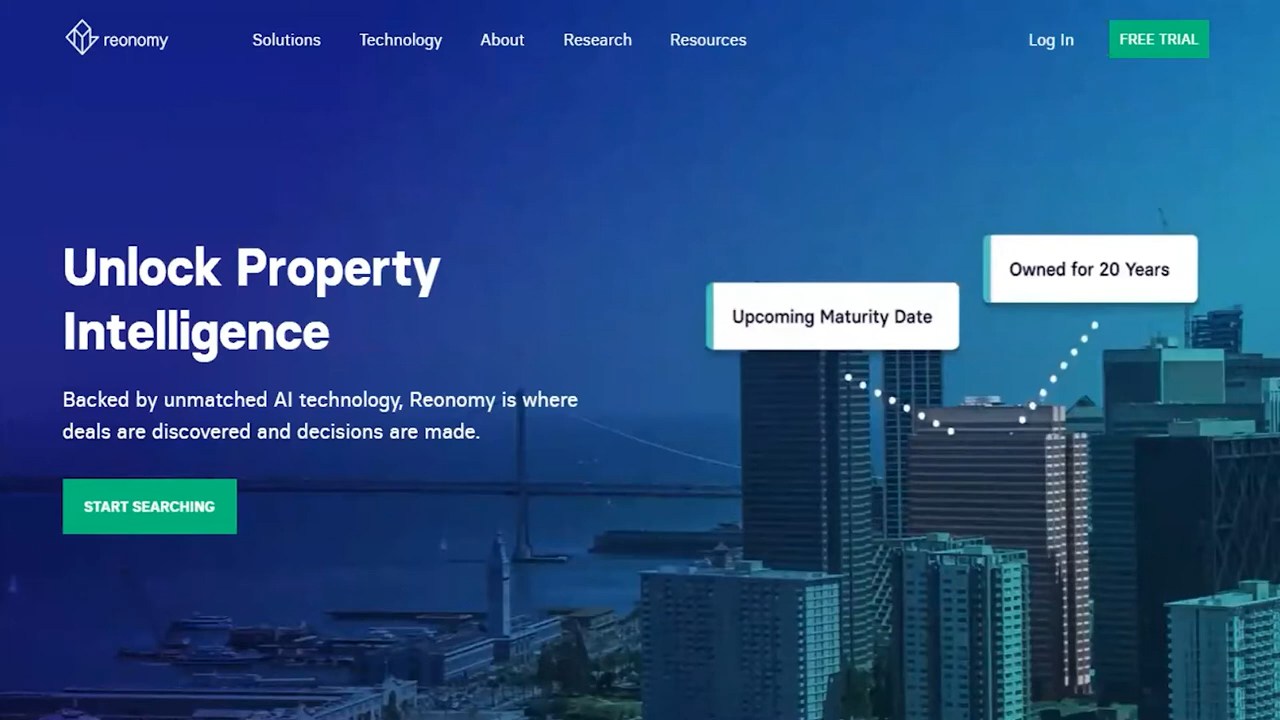 reonomy
Solutions
Technology
About
Research
Resources
Log In
FREE TRIAL
Unlock Property
Intelligence
Backed by unmatched AI technology, Reonomy is where
deals are discovered and decisions are made.
START SEARCHING
Upcoming Maturity Date
Owned for 20 Years